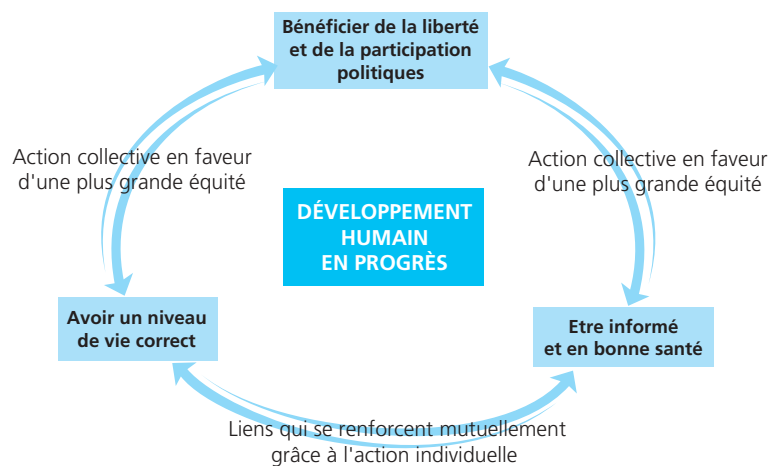 Bénéficier de la liberté
et de la participation
politiques
Action collective en faveur
d'une plus grande équité
Action collective en faveur
d'une plus grande équité
DÉVELOPPEMENT
HUMAIN
EN PROGRÈS
Avoir un niveau
de vie correct
Etre informé
et en bonne santé
Liens qui se renforcent mutuellement
grâce à l'action individuelle